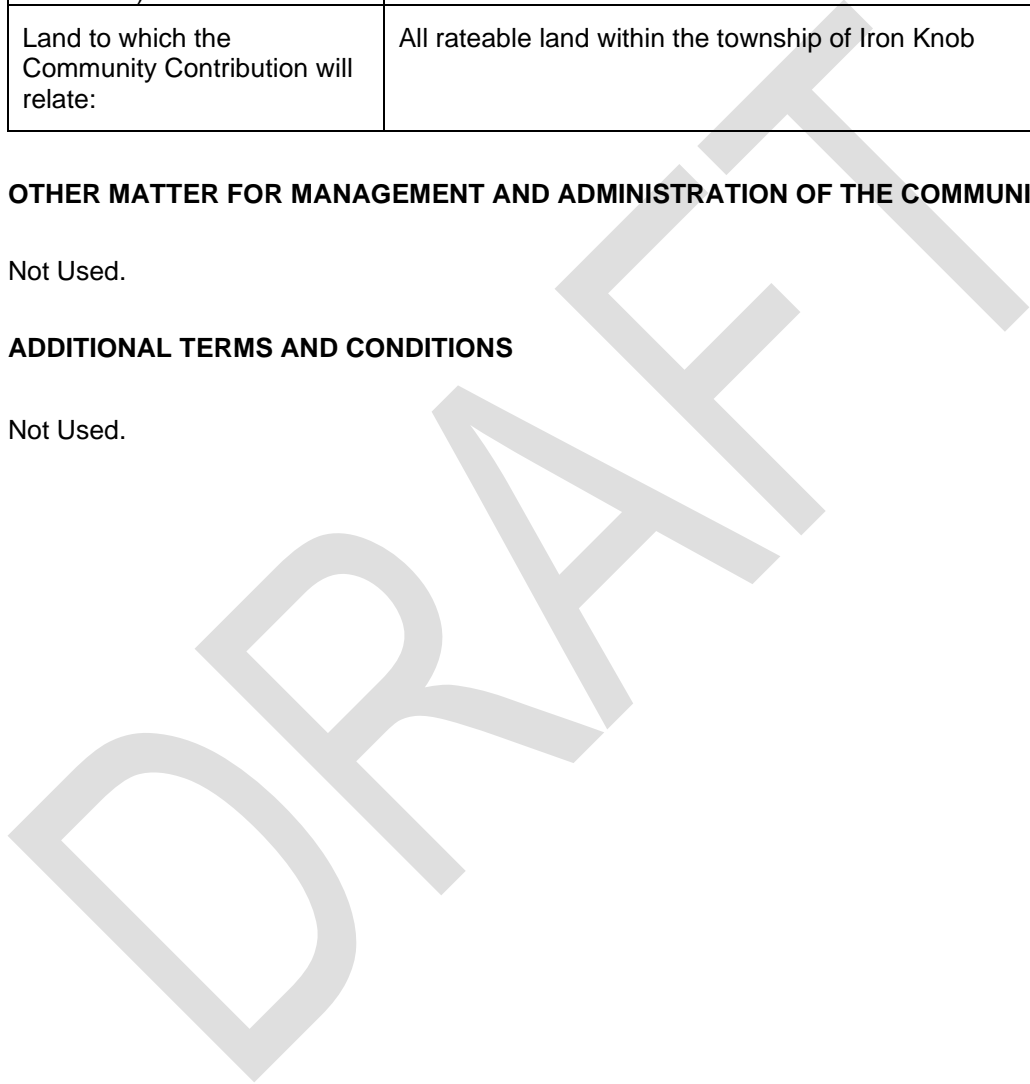 Land to which the
Community Contribution will
relate:
All rateable land within the township of Iron Knob
OTHER MATTER FOR MANAGEMENT AND ADMINISTRATION OF THE COMMUNI
Not Used.
ADDITIONAL TERMS AND CONDITIONS
Not Used.
DRAFT